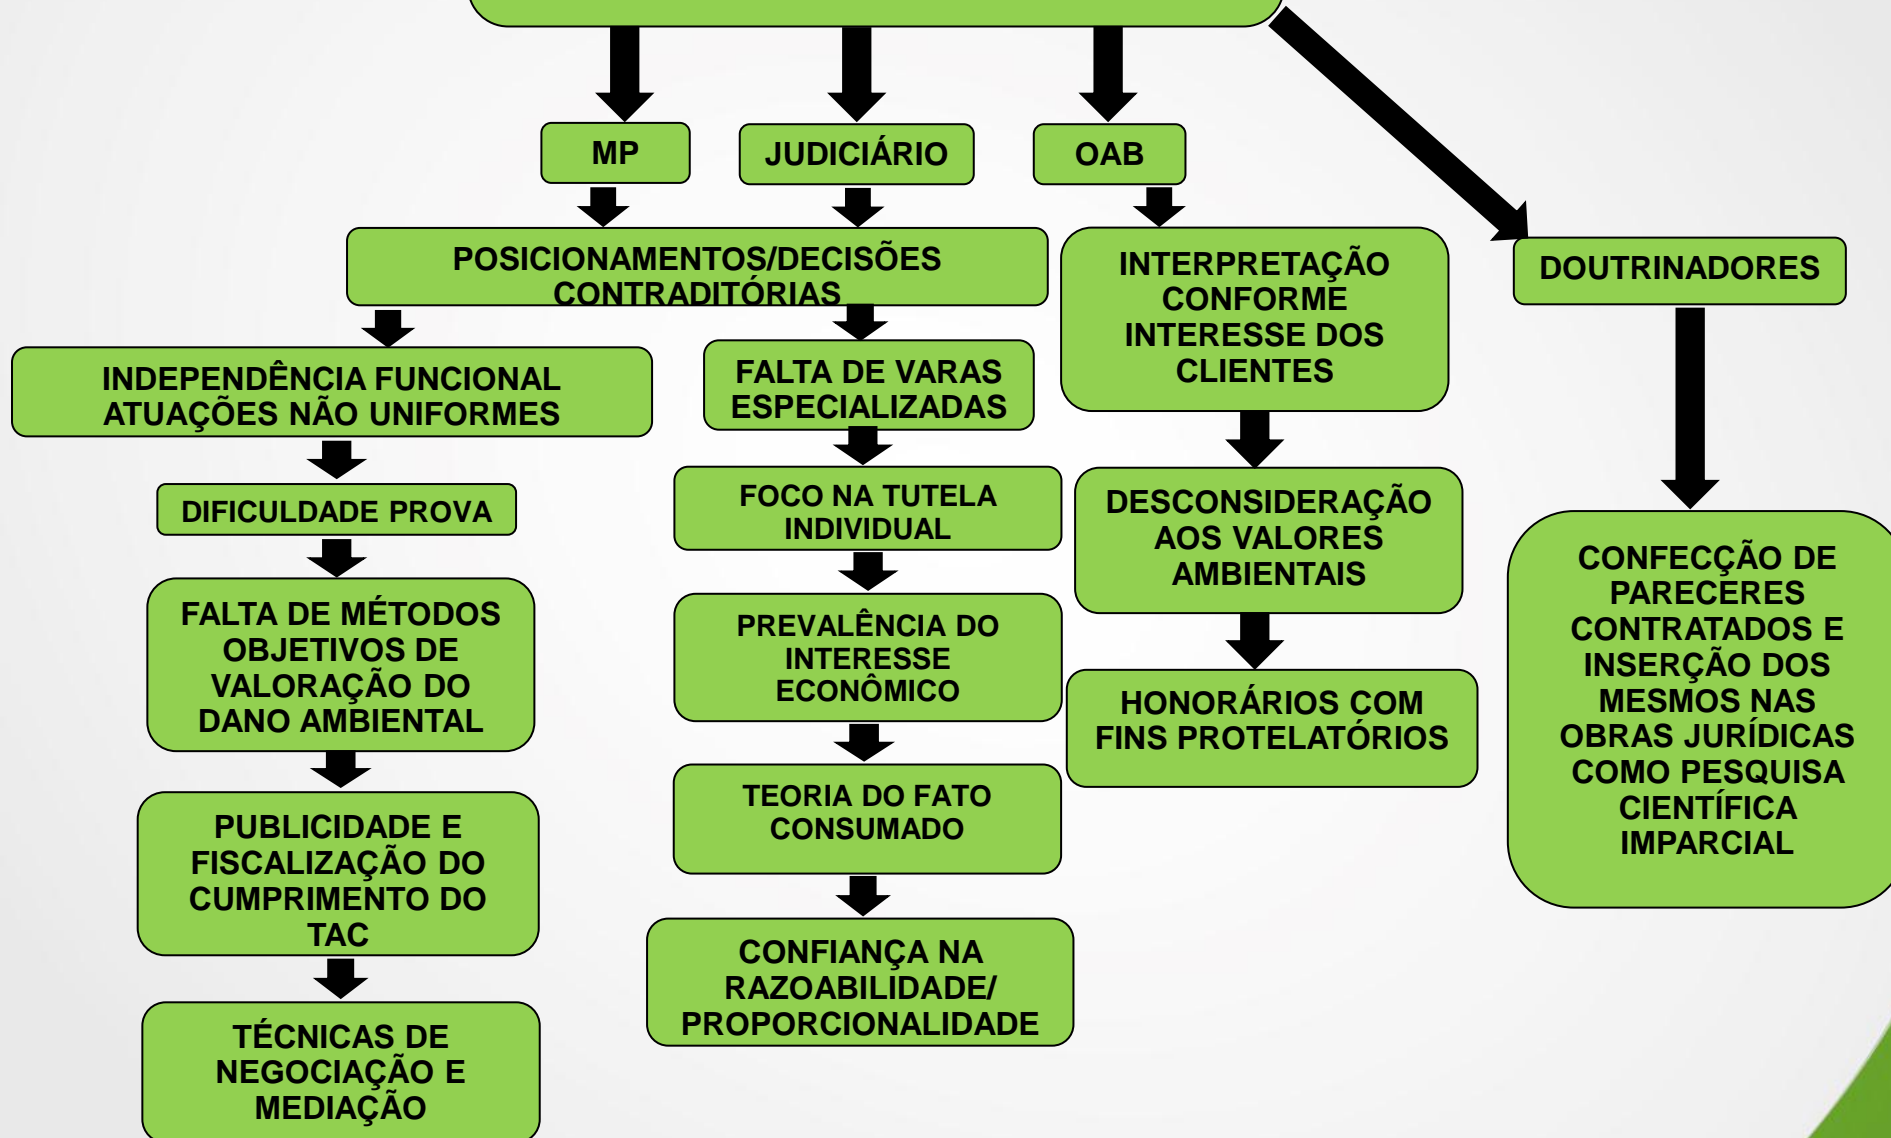 MP
JUDICIÁRIO
OAB
POSICIONAMENTOS/DECISÕES
CONTRADITÓRIAS
INTERPRETAÇÃO
CONFORME
INTERESSE DOS
CLIENTES
DOUTRINADORES
INDEPENDÊNCIA FUNCIONAL
ATUAÇÕES NÃO UNIFORMES
FALTA DE VARAS
ESPECIALIZADAS
DIFICULDADE PROVA
FOCO NA TUTELA
INDIVIDUAL
DESCONSIDERAÇÃO
AOS VALORES
AMBIENTAIS
CONFECÇÃO DE
PARECERES
CONTRATADOS E
INSERÇÃO DOS
MESMOS NAS
OBRAS JURÍDICAS
COMO PESQUISA
CIENTÍFICA
IMPARCIAL
FALTA DE MÉTODOS
OBJETIVOS DE
VALORAÇÃO DO
DANO AMBIENTAL
PREVALÊNCIA DO
INTERESSE
ECONÔMICO
HONORÁRIOS COM
FINS PROTELATÓRIOS
TEORIA DO FATO
CONSUMADO
PUBLICIDADE E
FISCALIZAÇÃO DO
CUMPRIMENTO DO
TAC
CONFIANÇA NA
RAZOABILIDADE/
PROPORCIONALIDADE
TÉCNICAS DE
NEGOCIAÇÃO E
MEDIAÇÃO